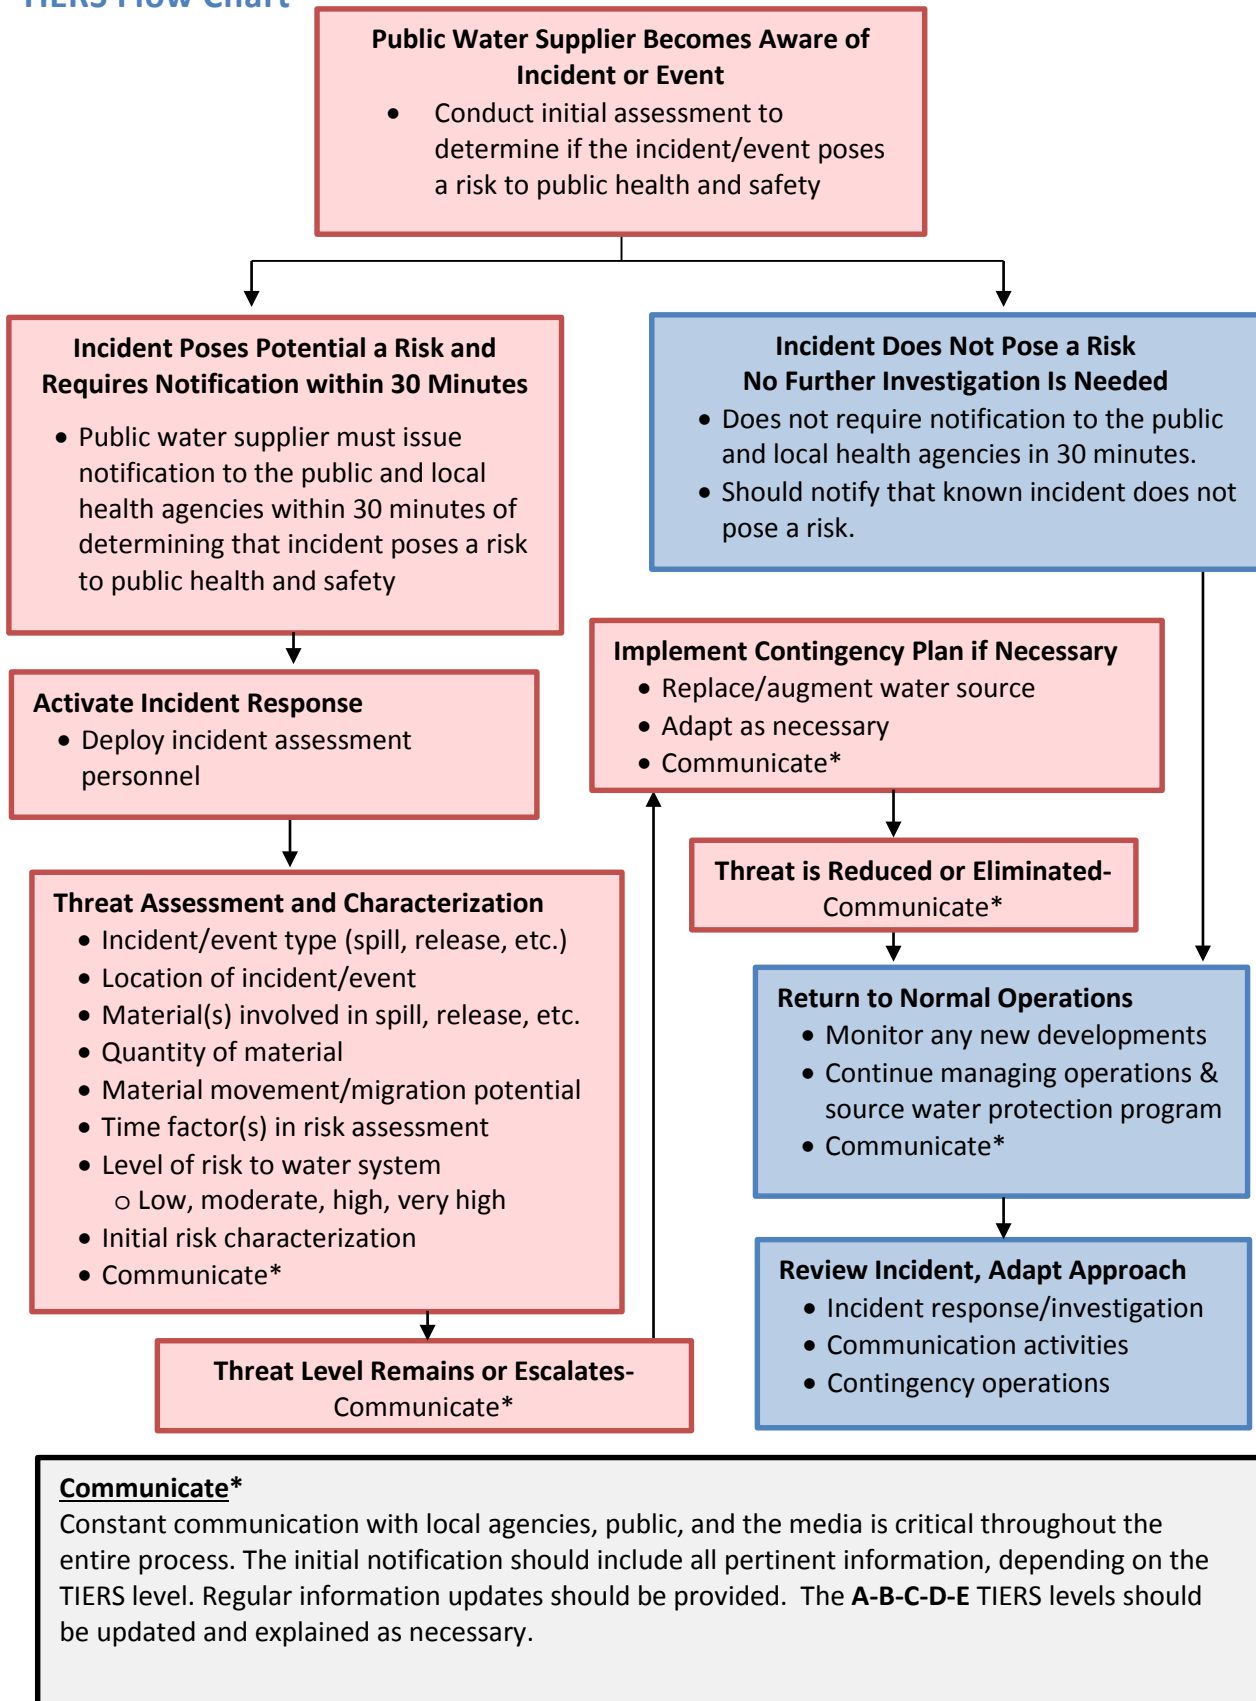 TIERS Flow Chart
Public Water Supplier Becomes Aware of
Incident or Event
• Conduct initial assessment to
determine if the incident/event poses
a risk to public health and safety
Incident Poses Potential a Risk and
Requires Notification within 30 Minutes
• Public water supplier must issue
notification to the public and local
health agencies within 30 minutes of
determining that incident poses a risk
to public health and safety
Incident Does Not Pose a Risk
No Further Investigation Is Needed
• Does not require notification to the public
and local health agencies in 30 minutes.
• Should notify that known incident does not
pose a risk.
Activate Incident Response
• Deploy incident assessment
personnel
Implement Contingency Plan if Necessary
• Replace/augment water source
• Adapt as necessary
• Communicate*
Threat Assessment and Characterization
• Incident/event type (spill, release, etc.)
• Location of incident/event
• Material(s) involved in spill, release, etc.
• Quantity of material
• Material movement/migration potential
• Time factor(s) in risk assessment
• Level of risk to water system
o Low, moderate, high, very high
• Initial risk characterization
• Communicate*
Threat is Reduced or Eliminated-
Communicate*
Return to Normal Operations
• Monitor any new developments
• Continue managing operations &
source water protection program
• Communicate*
Threat Level Remains or Escalates-
Communicate*
Review Incident, Adapt Approach
• Incident response/investigation
• Communication activities
• Contingency operations
Communicate*
Constant communication with local agencies, public, and the media is critical throughout the
entire process. The initial notification should include all pertinent information, depending on the
TIERS level. Regular information updates should be provided.  The A-B-C-D-E TIERS levels should
be updated and explained as necessary.